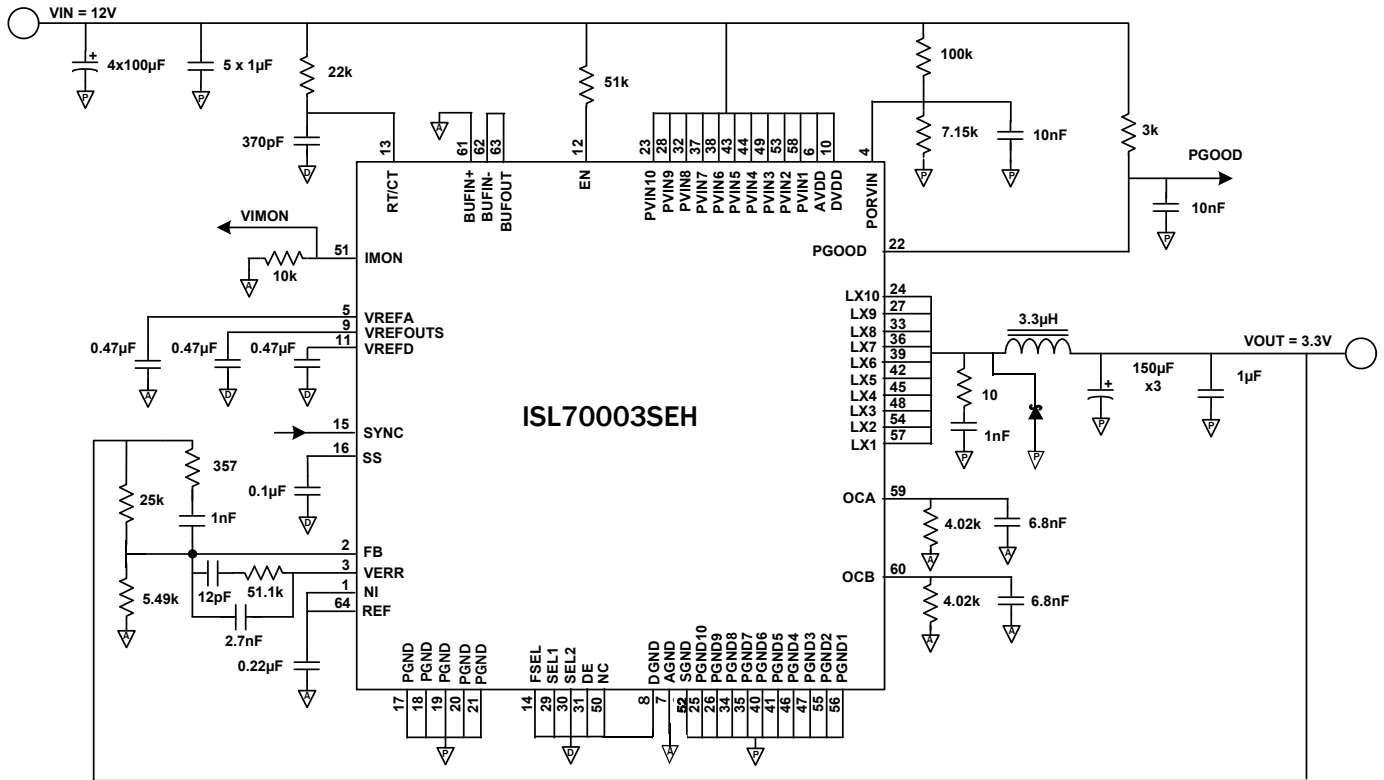 VIN = 12V
4x100µF
5 x 1µF
22k
370pF
51k
100k
7.15k
10nF
3k
PGOOD
10nF
A
P
P
D
P
P
P
13
61
62
63
12
23
28
32
37
38
43
44
49
53
58
6
10
4
RT/CT
BUFIN+
BUFIN-
BUFOUT
EN
PVIN10
PVIN9
PVIN8
PVIN7
PVIN6
PVIN5
PVIN4
PVIN3
PVIN2
PVIN1
AVDD
DVDD
PORVIN
VIMON
10k
A
51 IMON
PGOOD 22
5 VREFA
9 VREFOUTS
11 VREFD
0.47µF
0.47µF
0.47µF
A
D
D
LX10 24
LX9 27
LX8 33
LX7 36
LX6 39
LX5 42
LX4 45
LX3 48
LX2 54
LX1 57
3.3µH
VOUT = 3.3V
10
1nF
150µF
x3
1µF
P
P
P
P
ISL70003SEH
15 SYNC
16 SS
0.1µF
D
357
25k
1nF
5.49k
A
12pF
51.1k
2.7nF
2 FB
3 VERR
1 NI
64 REF
0.22µF
A
OCA 59
4.02k
6.8nF
A
A
OCB 60
4.02k
6.8nF
A
A
PGND
PGND
PGND
PGND
PGND
FSEL
SEL1
SEL2
DE
NC
DGND
AGND
SGND
PGND10
PGND9
PGND8
PGND7
PGND6
PGND5
PGND4
PGND3
PGND2
PGND1
17
18
19
20
21
14
29
30
31
50
8
7
52
25
26
34
35
40
41
46
47
55
56
P
D
A
P